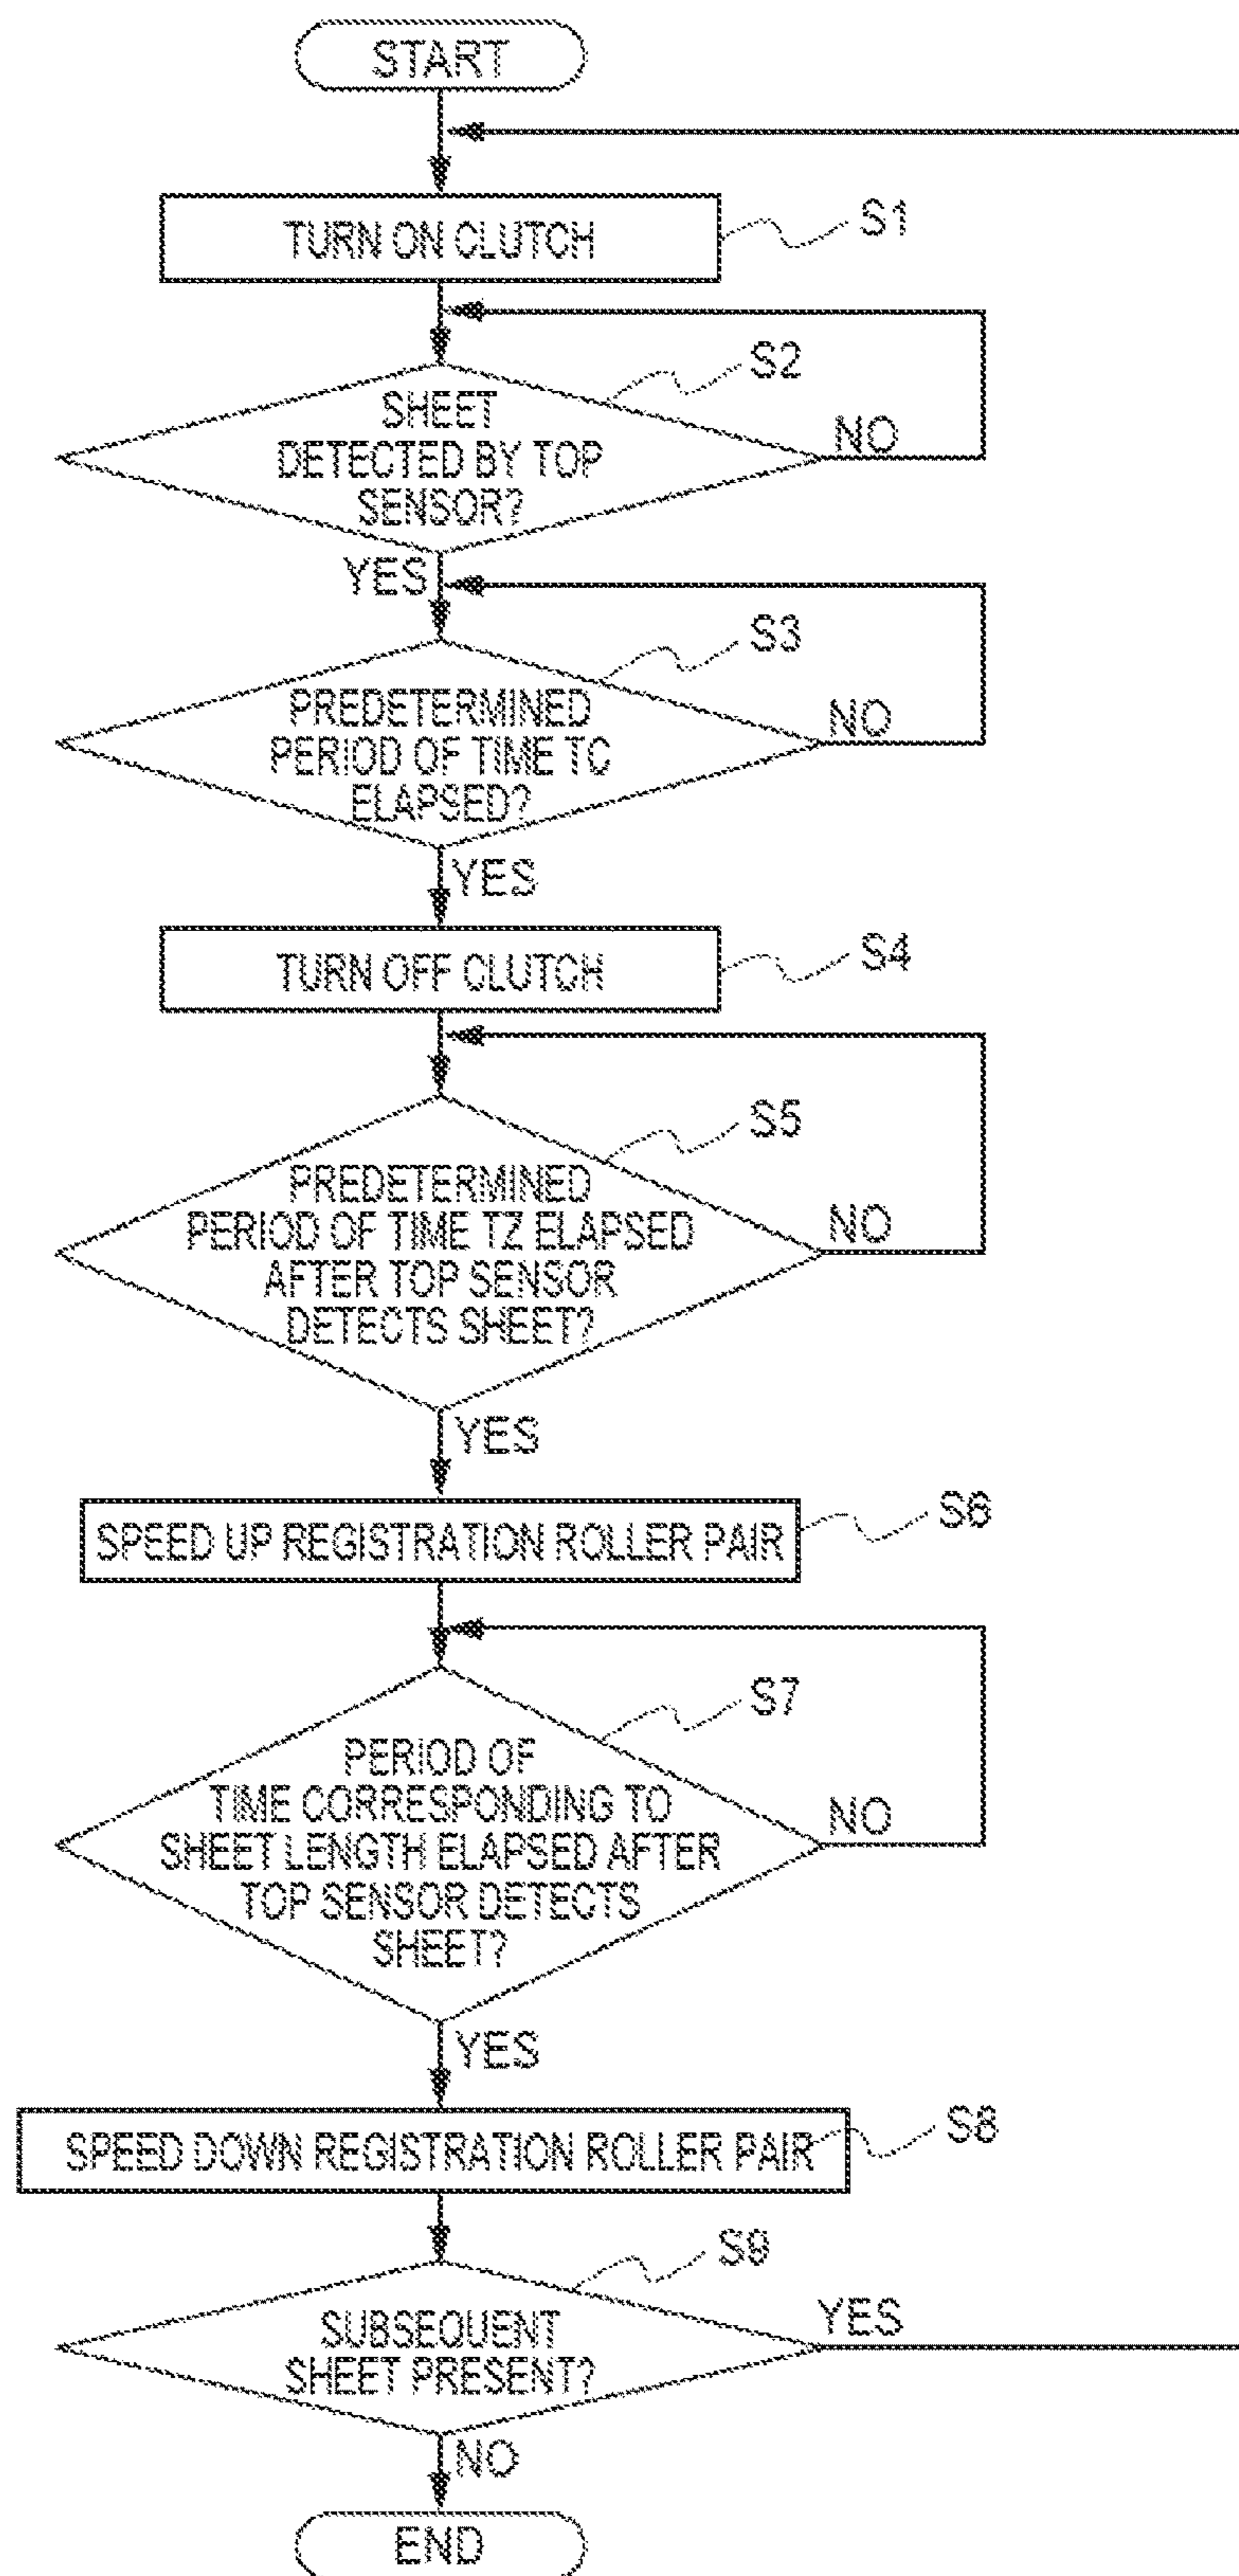 START
TURN ON CLUTCH
S1
S2
SHEET
DETECTED BY TOP
SENSOR?
NO
YES
S3
PREDETERMINED
PERIOD OF TIME TC
ELAPSED?
NO
YES
TURN OFF CLUTCH
S4
S5
PREDETERMINED
PERIOD OF TIME TZ ELAPSED
AFTER TOP SENSOR
DETECTS SHEET?
NO
YES
SPEED UP REGISTRATION ROLLER PAIR
S6
S7
PERIOD OF
TIME CORRESPONDING TO
SHEET LENGTH ELAPSED AFTER
TOP SENSOR DETECTS
SHEET?
NO
YES
SPEED DOWN REGISTRATION ROLLER PAIR
S8
S9
SUBSEQUENT
SHEET PRESENT?
YES
NO
END